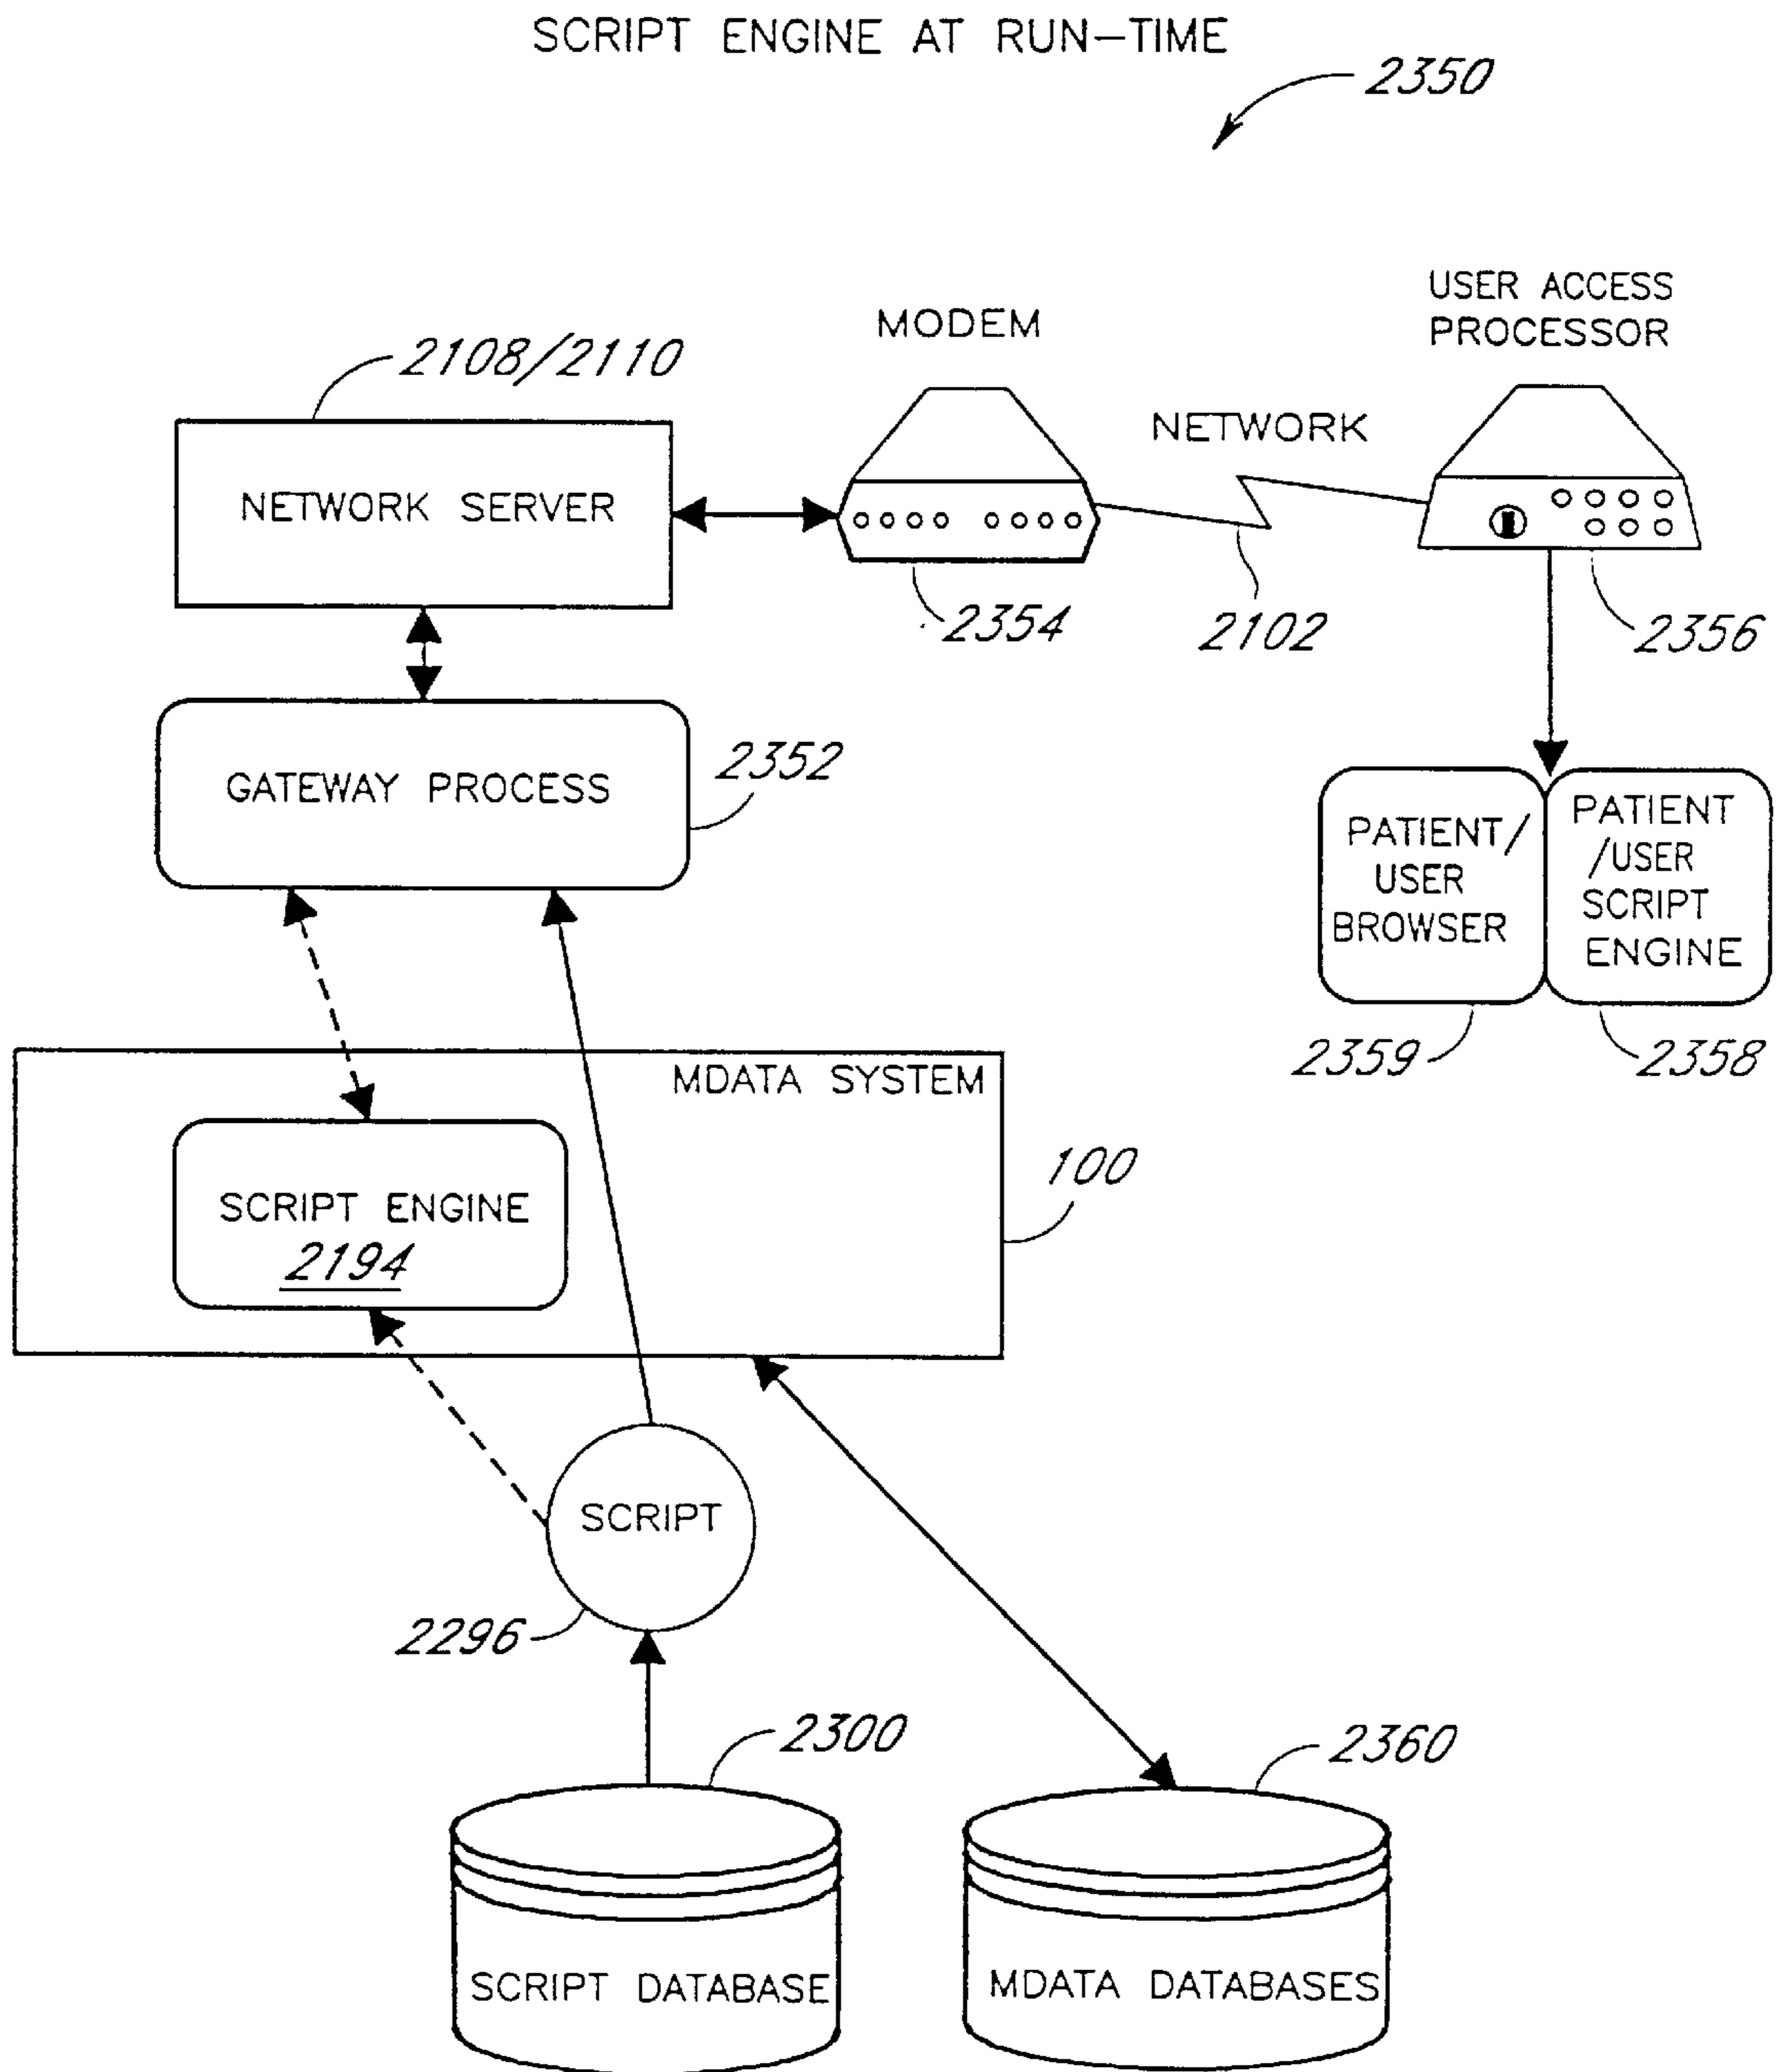 SCRIPT ENGINE AT RUN-TIME
2350
USER ACCESS
PROCESSOR
MODEM
2108/2110
NETWORK
NETWORK SERVER
2354
2102
2356
GATEWAY PROCESS
2352
PATIENT/
USER
BROWSER
PATIENT
/USER
SCRIPT
ENGINE
2359
2358
MDATA SYSTEM
100
SCRIPT ENGINE
2194
SCRIPT
2296
2300
2360
SCRIPT DATABASE
MDATA DATABASES